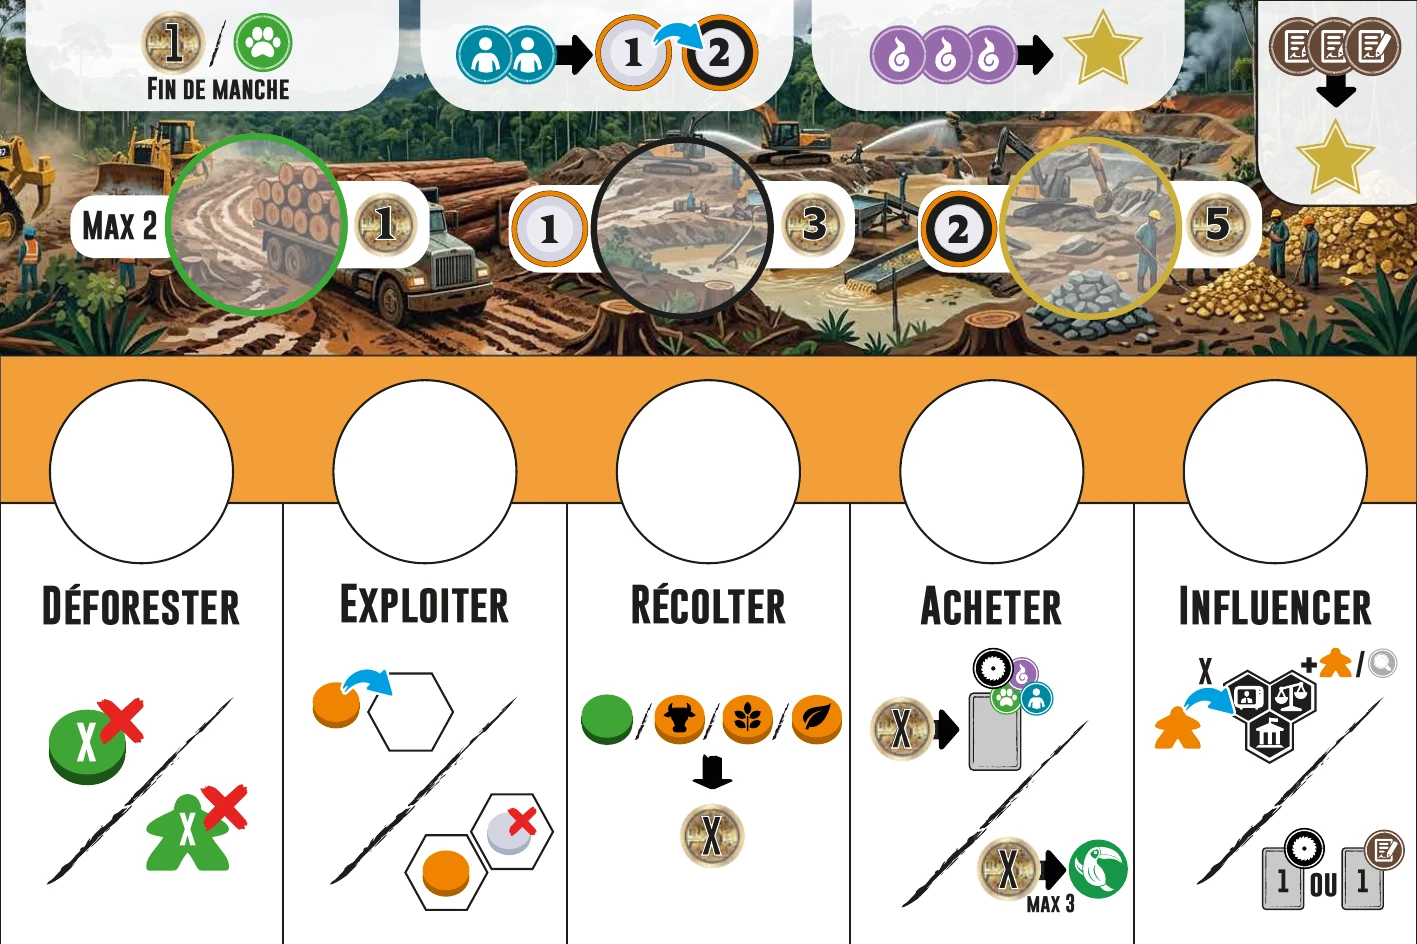 1
FIN DE MANCHE
1 2
MAX 2
1
1
3
2
5
DÉFORESTER
EXPLOITER
RÉCOLTER
ACHETER
INFLUENCER
X
X
X
X
X
MAX 3
X
+ /
1 OU 1